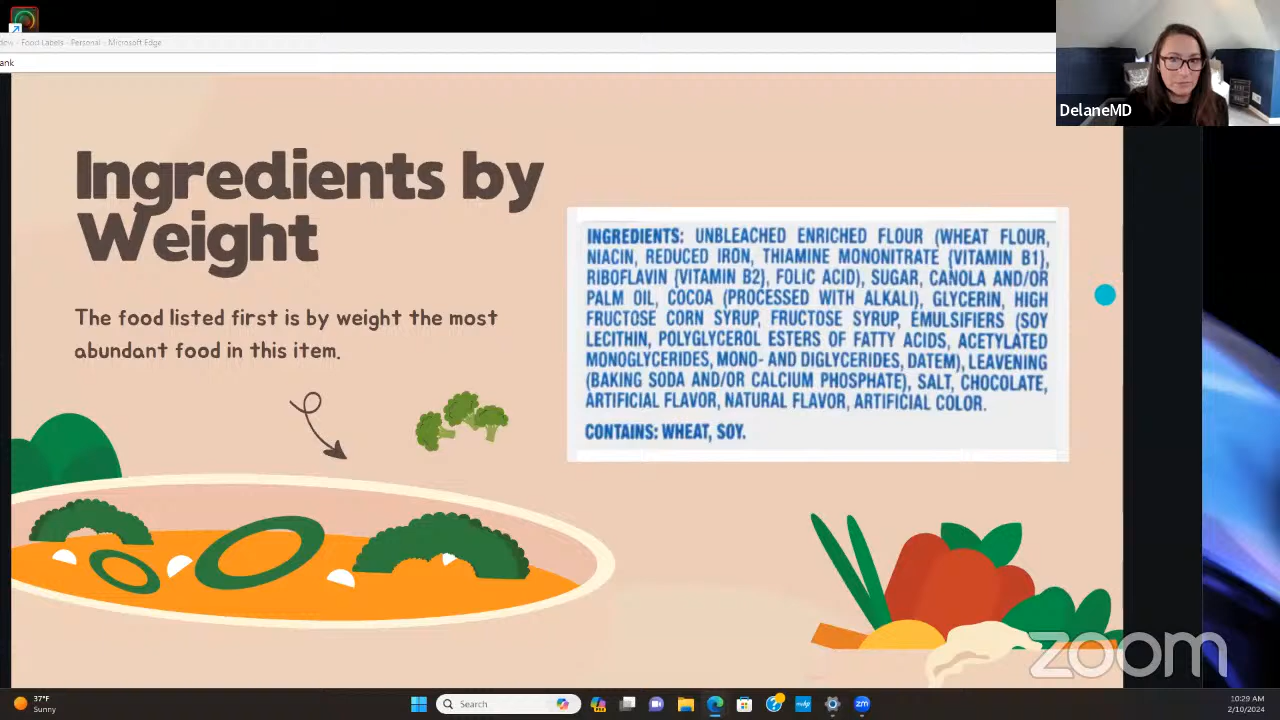 Food Labels - Personal - Microsoft Edge
DelaneMD
Ingredients by
Weight
The food listed first is by weight the most
abundant food in this item.
INGREDIENTS: UNBLEACHED ENRICHED FLOUR (WHEAT FLOUR,
NIACIN, REDUCED IRON, THIAMINE MONONITRATE {VITAMIN B1},
RIBOFLAVIN {VITAMIN B2}, FOLIC ACID), SUGAR, CANOLA AND/OR
PALM OIL, COCOA (PROCESSED WITH ALKALI), GLYCERIN, HIGH
FRUCTOSE CORN SYRUP, FRUCTOSE SYRUP, EMULSIFIERS (SOY
LECITHIN, POLYGLYCEROL ESTERS OF FATTY ACIDS, ACETYLATED
MONOGLYCERIDES, MONO- AND DIGLYCERIDES, DATEM), LEAVENING
(BAKING SODA AND/OR CALCIUM PHOSPHATE), SALT, CHOCOLATE,
ARTIFICIAL FLAVOR, NATURAL FLAVOR, ARTIFICIAL COLOR.
CONTAINS: WHEAT, SOY.
zoom
37°F
Sunny
Search
10:29 AM
2/10/2024